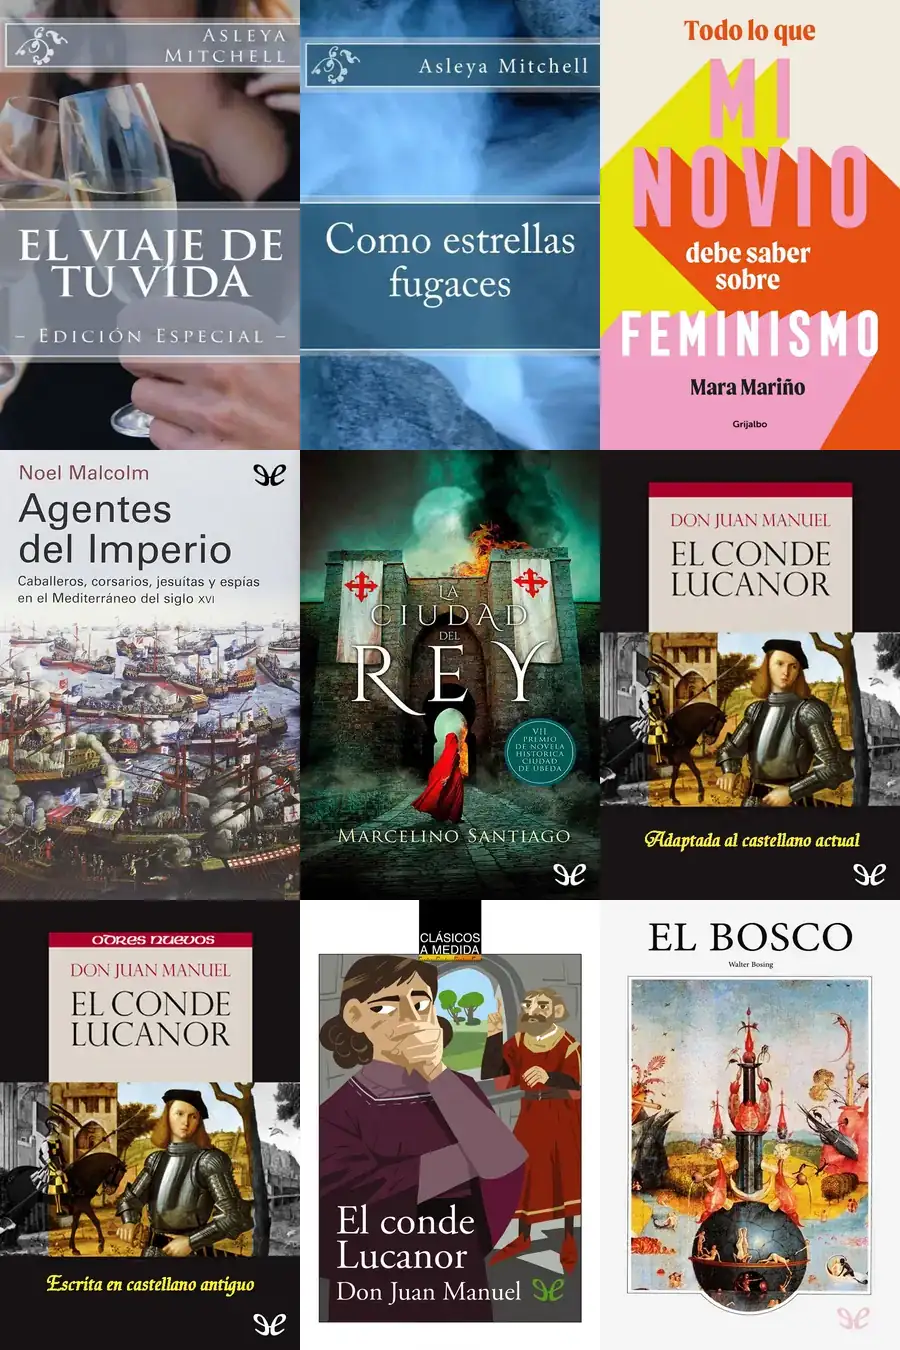 ASLEYA
MITCHELL
EL VIAJE DE
TU VIDA
– EDICIÓN ESPECIAL –
Asleya Mitchell
Como estrellas
fugaces
Todo lo que
MI
NOVIO
debe saber
sobre
FEMINISMO
Mara Mariño
Grijalbo
Noel Malcolm
Agentes
del Imperio
Caballeros, corsarios, jesuítas y espías
en el Mediterráneo del siglo XVI
LA
CIUDAD
DEL
REY
VII
PREMIO
DE NOVELA
HISTÓRICA
CIUDAD
DE ÚBEDA
MARCELINO SANTIAGO
DON JUAN MANUEL
EL CONDE
LUCANOR
Adaptada al castellano actual
ODRES NUEVOS
DON JUAN MANUEL
EL CONDE
LUCANOR
Escrita en castellano antiguo
CLÁSICOS
A MEDIDA
El conde
Lucanor
Don Juan Manuel
EL BOSCO
Walter Bosing